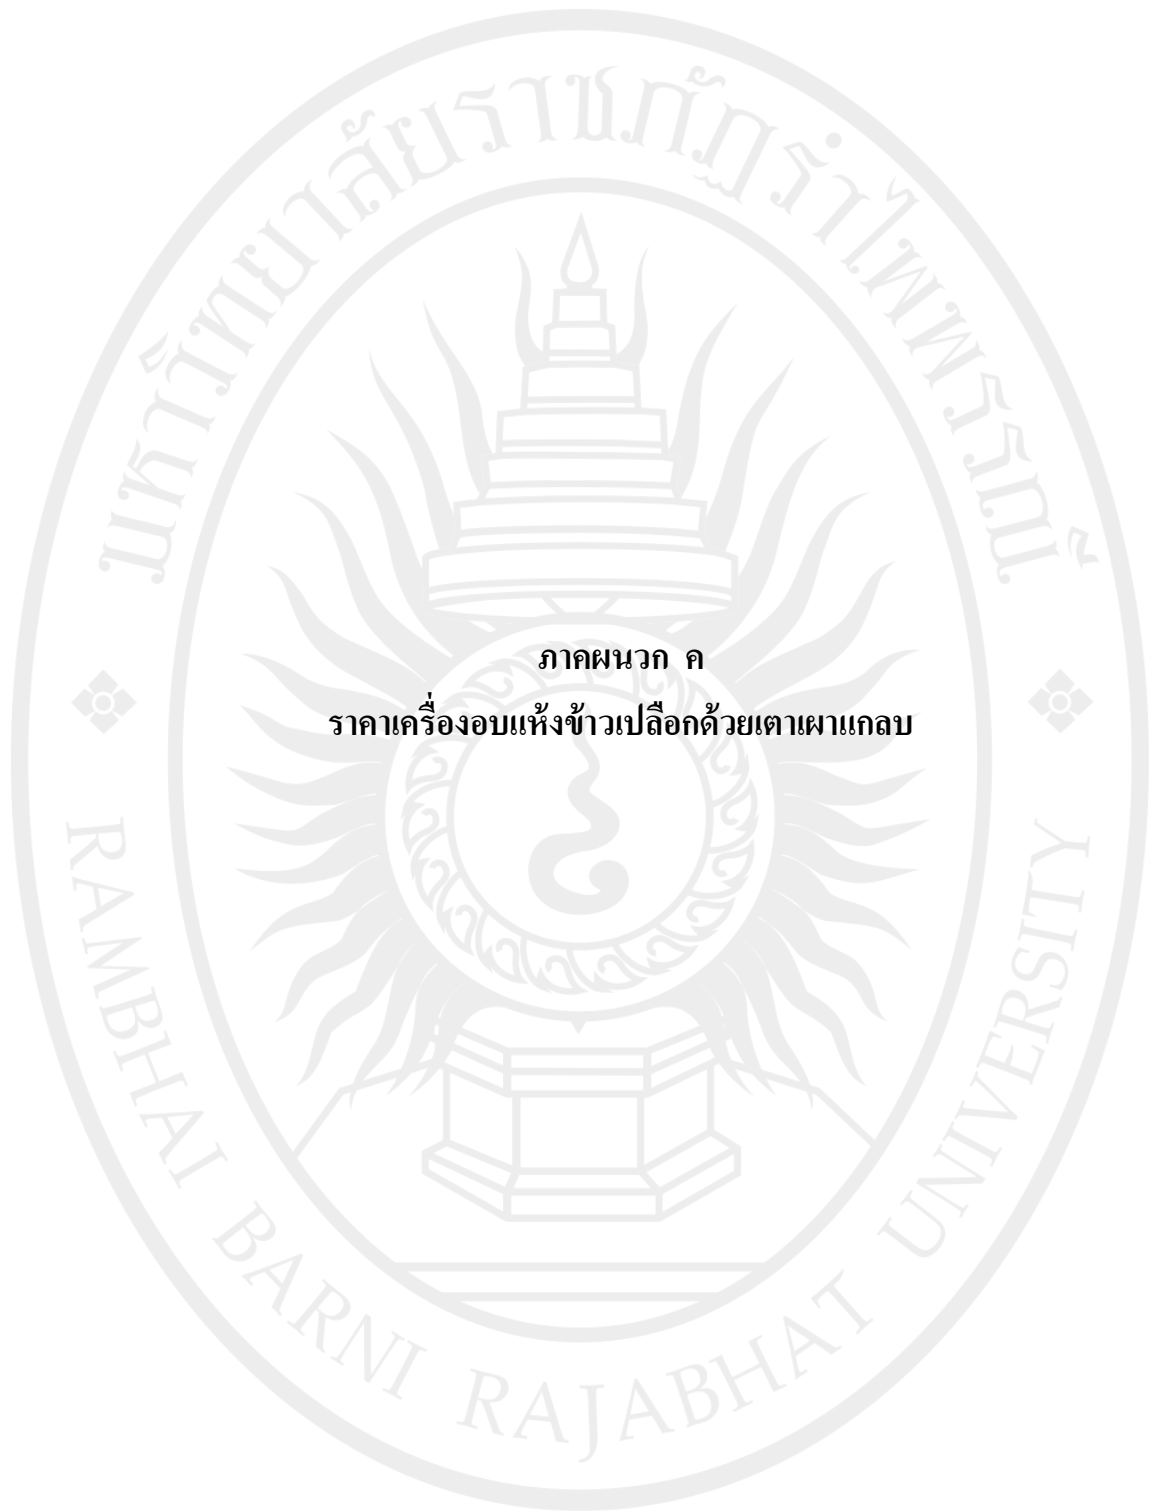 มหาวิทยาลัยราชภัฏรำไพพรรณี
ภาคผนวก ค
ราคาเครื่องอบแห้งข้าวเปลือกด้วยเตาเผาแกลบ
RAMBHAI BARNI RAJABHAT UNIVERSITY